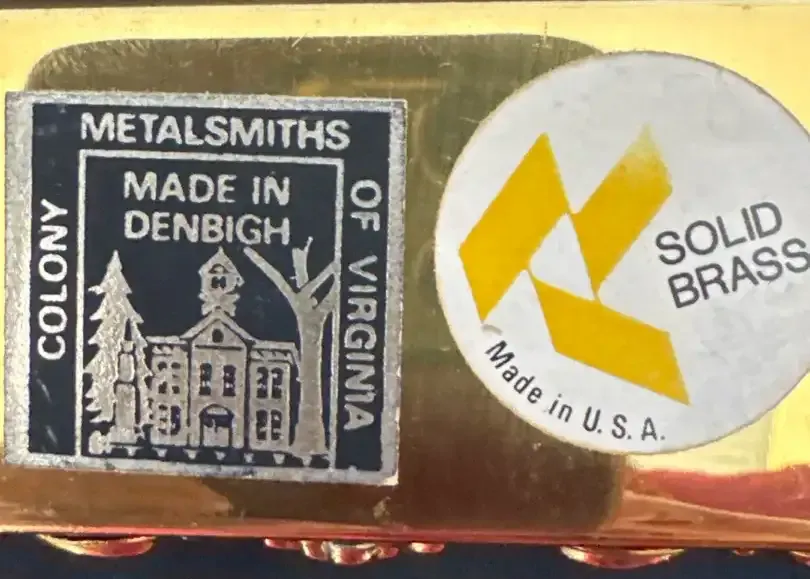 COLONY
METALSMITHS
OF VIRGINIA
MADE IN
DENBIGH
SOLID
BRASS
Made in U.S.A.